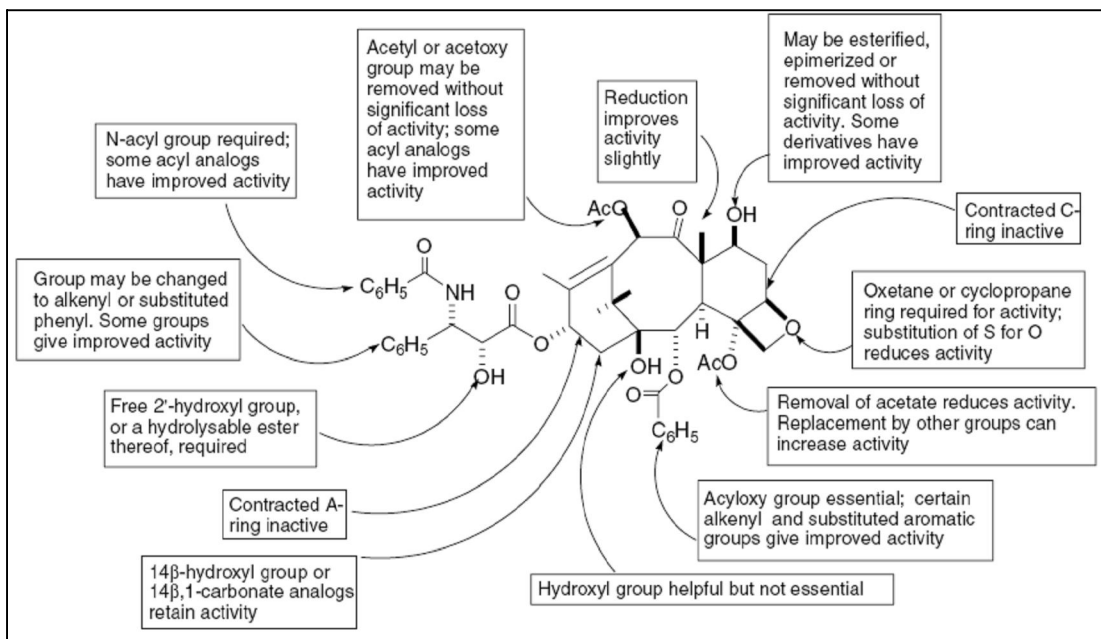 Acetyl or acetoxy
group may be
removed without
significant loss
of activity; some
acyl analogs
have improved
activity
Reduction
improves
activity
slightly
May be esterified,
epimerized or
removed without
significant loss of
activity. Some
derivatives have
improved activity
N-acyl group required;
some acyl analogs
have improved activity
Contracted C-
ring inactive
Group may be changed
to alkenyl or substituted
phenyl. Some groups
give improved activity
Oxetane or cyclopropane
ring required for activity;
substitution of S for O
reduces activity
AcO
O
OH
O
C6H5
NH
O
C6H5
O
OH
H
O
OH
O
AcO
O
C6H5
Free 2'-hydroxyl group,
or a hydrolysable ester
thereof, required
Removal of acetate reduces activity.
Replacement by other groups can
increase activity
Contracted A-
ring inactive
Acyloxy group essential; certain
alkenyl and substituted aromatic
groups give improved activity
14β-hydroxyl group or
14β,1-carbonate analogs
retain activity
Hydroxyl group helpful but not essential